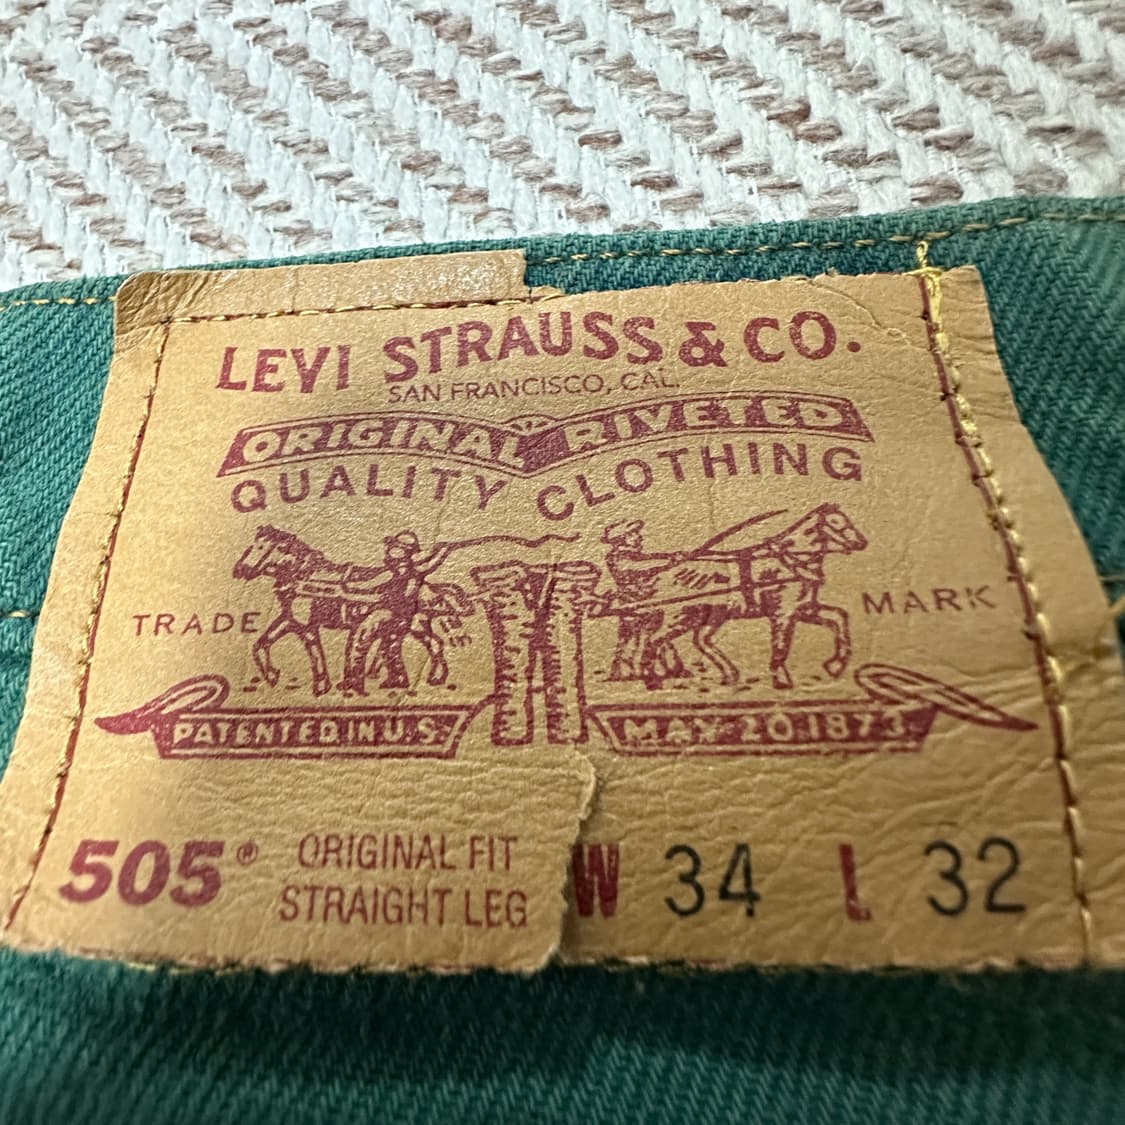 LEVI STRAUSS & CO.
SAN FRANCISCO, CAL.
ORIGINAL RIVETED
QUALITY CLOTHING
TRADE MARK
PATENTED IN U.S. MAY 20 1873
505® ORIGINAL FIT
STRAIGHT LEG
W 34 L 32